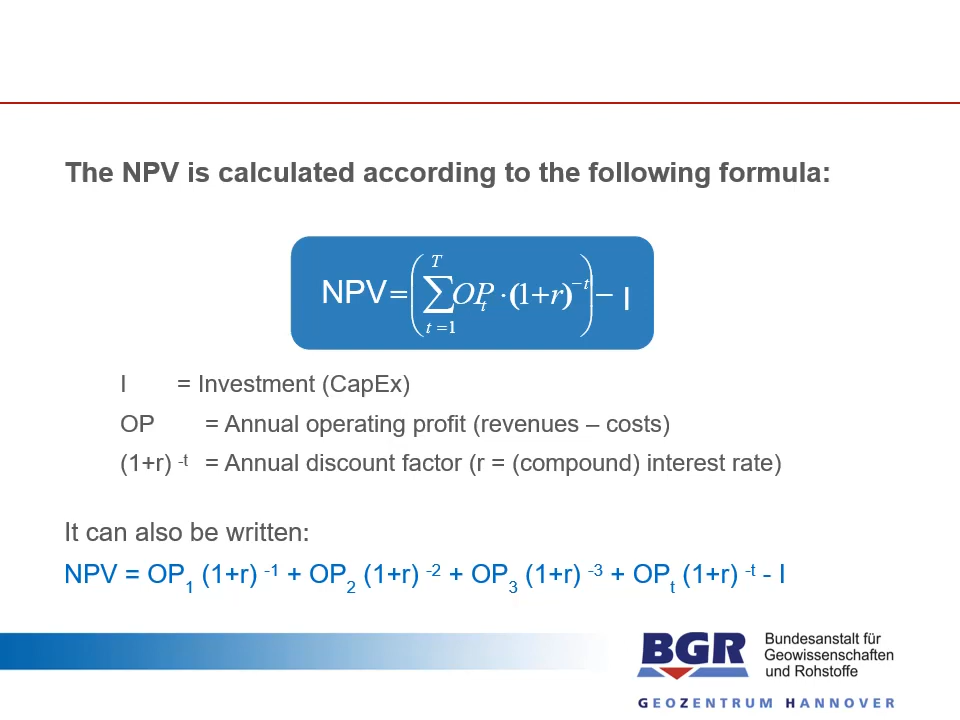 The NPV is calculated according to the following formula:
NPV = ( T ∑ t = 1 OP t · (1+r) − t ) − I
I = Investment (CapEx)
OP = Annual operating profit (revenues – costs)
(1+r) -t = Annual discount factor (r = (compound) interest rate)
It can also be written:
NPV = OP1 (1+r) -1 + OP2 (1+r) -2 + OP3 (1+r) -3 + OPt (1+r) -t - I
BGR
Bundesanstalt für
Geowissenschaften
und Rohstoffe
GEOZENTRUM HANNOVER